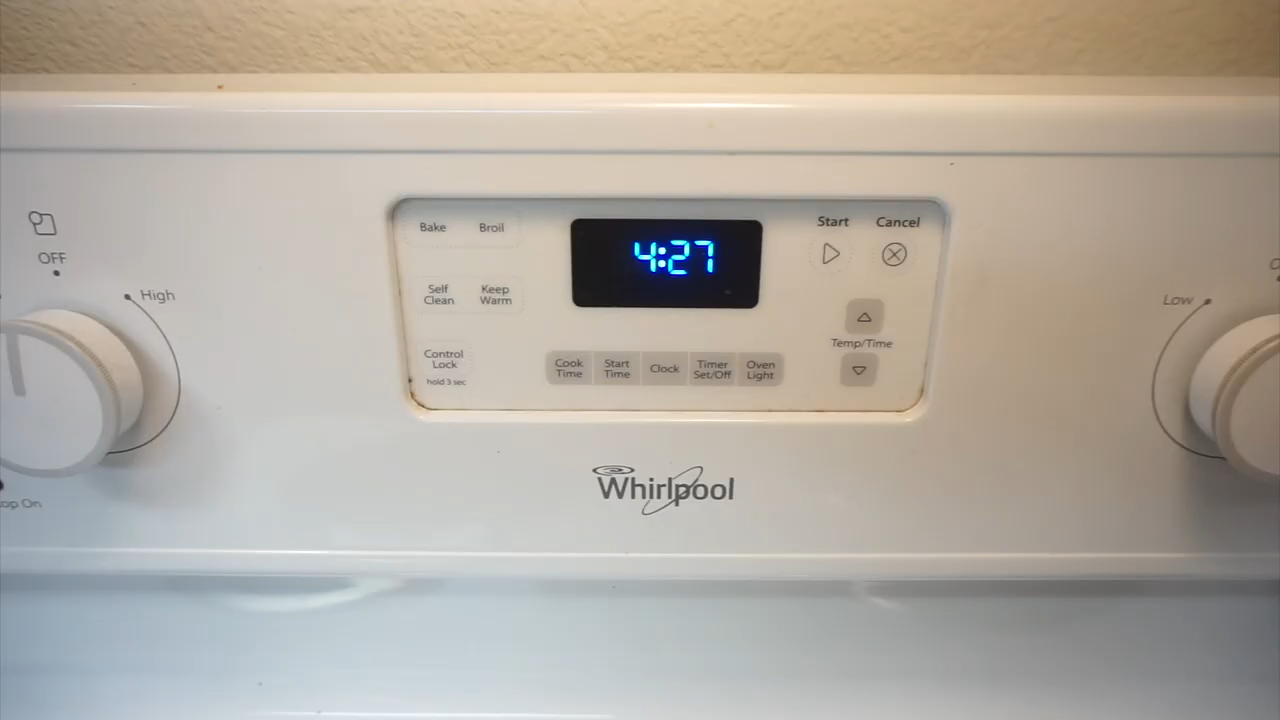 Bake Broil
4:27
Start Cancel
OFF
High
Self Clean
Keep Warm
Low
Temp/Time
Control Lock
hold 3 sec
Cook Time
Start Time
Clock
Timer Set/Off
Oven Light
Whirlpool
On